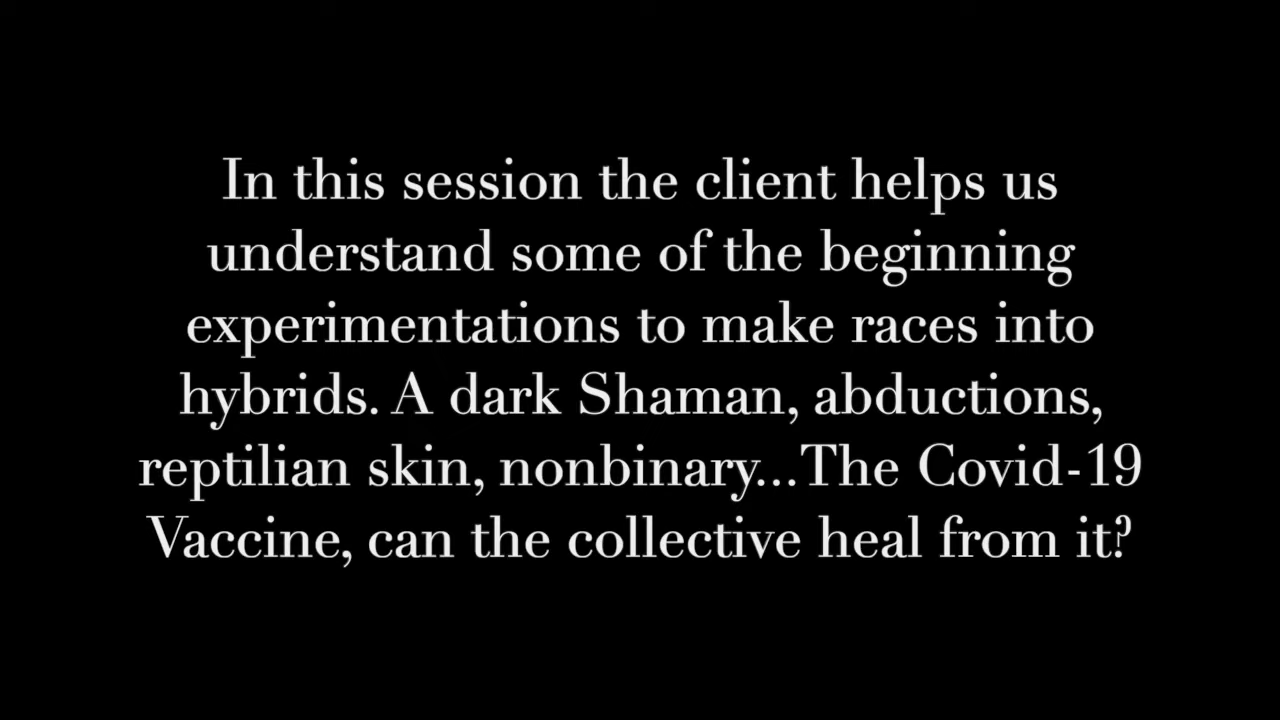 In this session the client helps us
understand some of the beginning
experimentations to make races into
hybrids. A dark Shaman, abductions,
reptilian skin, nonbinary...The Covid-19
Vaccine, can the collective heal from it?